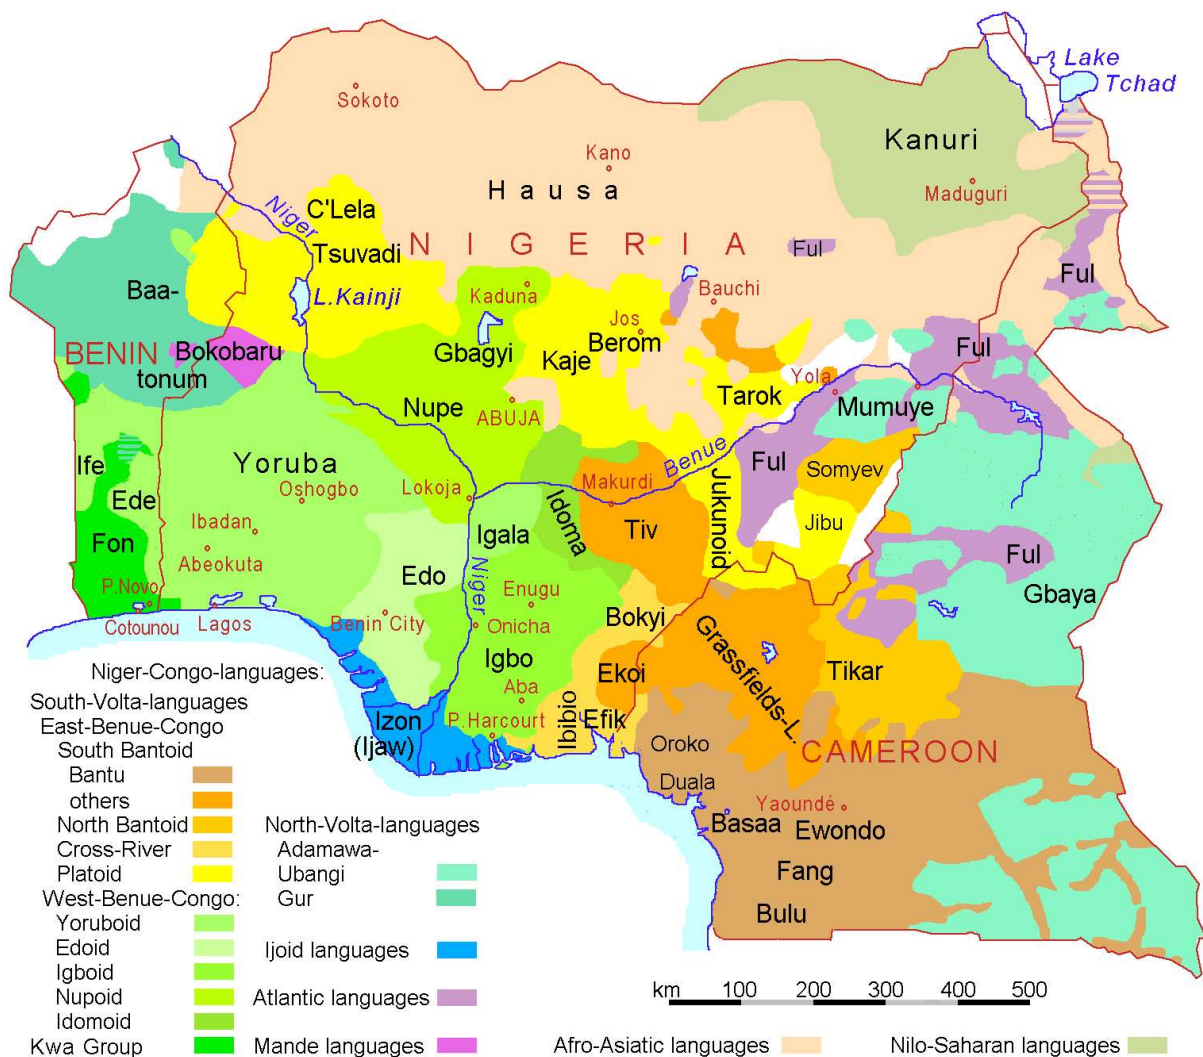 Lake
Tchad
Sokoto
Kanuri
Kano
Hausa
Maduguri
C'Lela
Niger
NIGERIA
Tsuvadi
Ful
Ful
Baa-
L.Kainji
Kaduna
Bauchi
Jos
BENIN
Bokobaru
Gbagyi
Berom
Ful
tonum
Kaje
Yola
Tarok
Nupe
ABUJA
Mumuye
Benue
Ife
Yoruba
Ful
Somyev
Makurdi
Oshogbo
Lokoja
Ede
Jukunoid
Idoma
Ibadan
Tiv
Jibu
Igala
Fon
Abeokuta
Ful
Edo
Niger
Enugu
Gbaya
P.Novo
Bokyi
Cotounou
Lagos
Benin City
Onicha
Grassfields-L.
Igbo
Ekoi
Tikar
Aba
Izon
(Ijaw)
P.Harcourt
Ibibio
Efik
Oroko
CAMEROON
Duala
Yaoundé
Basaa
Ewondo
Fang
Bulu
Niger-Congo-languages:
South-Volta-languages
East-Benue-Congo
South Bantoid
Bantu
others
North Bantoid
Cross-River
Platoid
West-Benue-Congo:
Yoruboid
Edoid
Igboid
Nupoid
Idomoid
Kwa Group
North-Volta-languages
Adamawa-
Ubangi
Gur
Ijoid languages
Atlantic languages
Mande languages
km 100 200 300 400 500
Afro-Asiatic languages
Nilo-Saharan languages